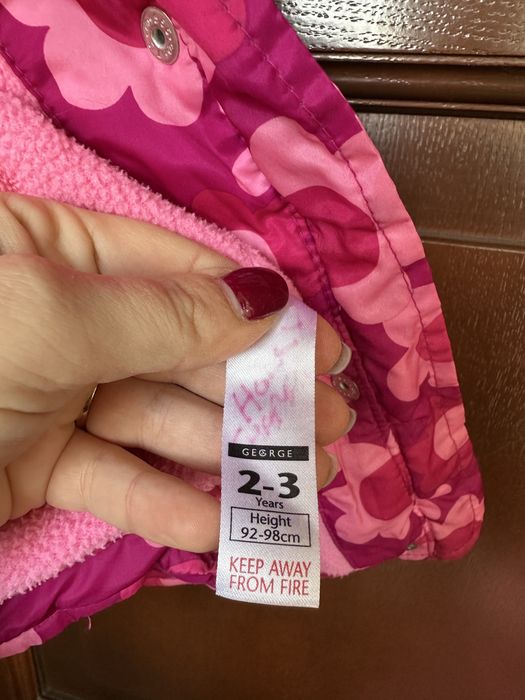 GEORGE
2-3
Years
Height
92-98cm
KEEP AWAY
FROM FIRE